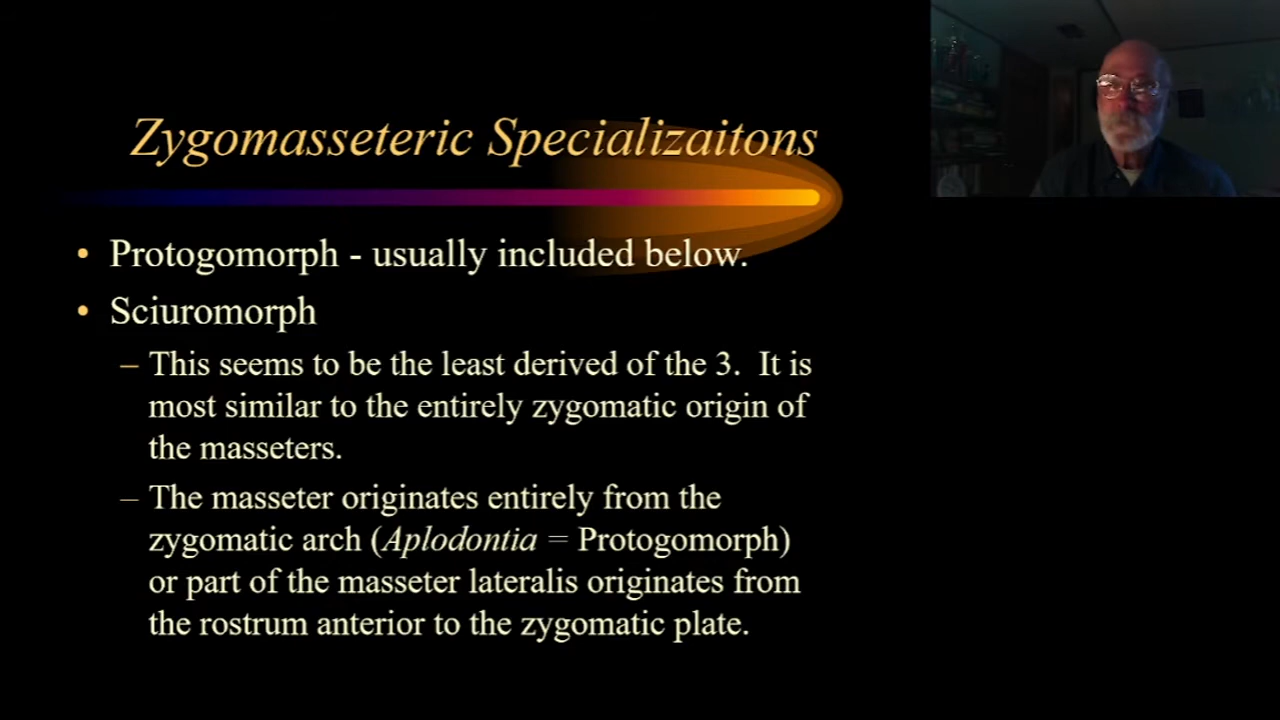 Zygomasseteric Specializaitons
• Protogomorph - usually included below.
• Sciuromorph
– This seems to be the least derived of the 3. It is
most similar to the entirely zygomatic origin of
the masseters.
– The masseter originates entirely from the
zygomatic arch (Aplodontia = Protogomorph)
or part of the masseter lateralis originates from
the rostrum anterior to the zygomatic plate.